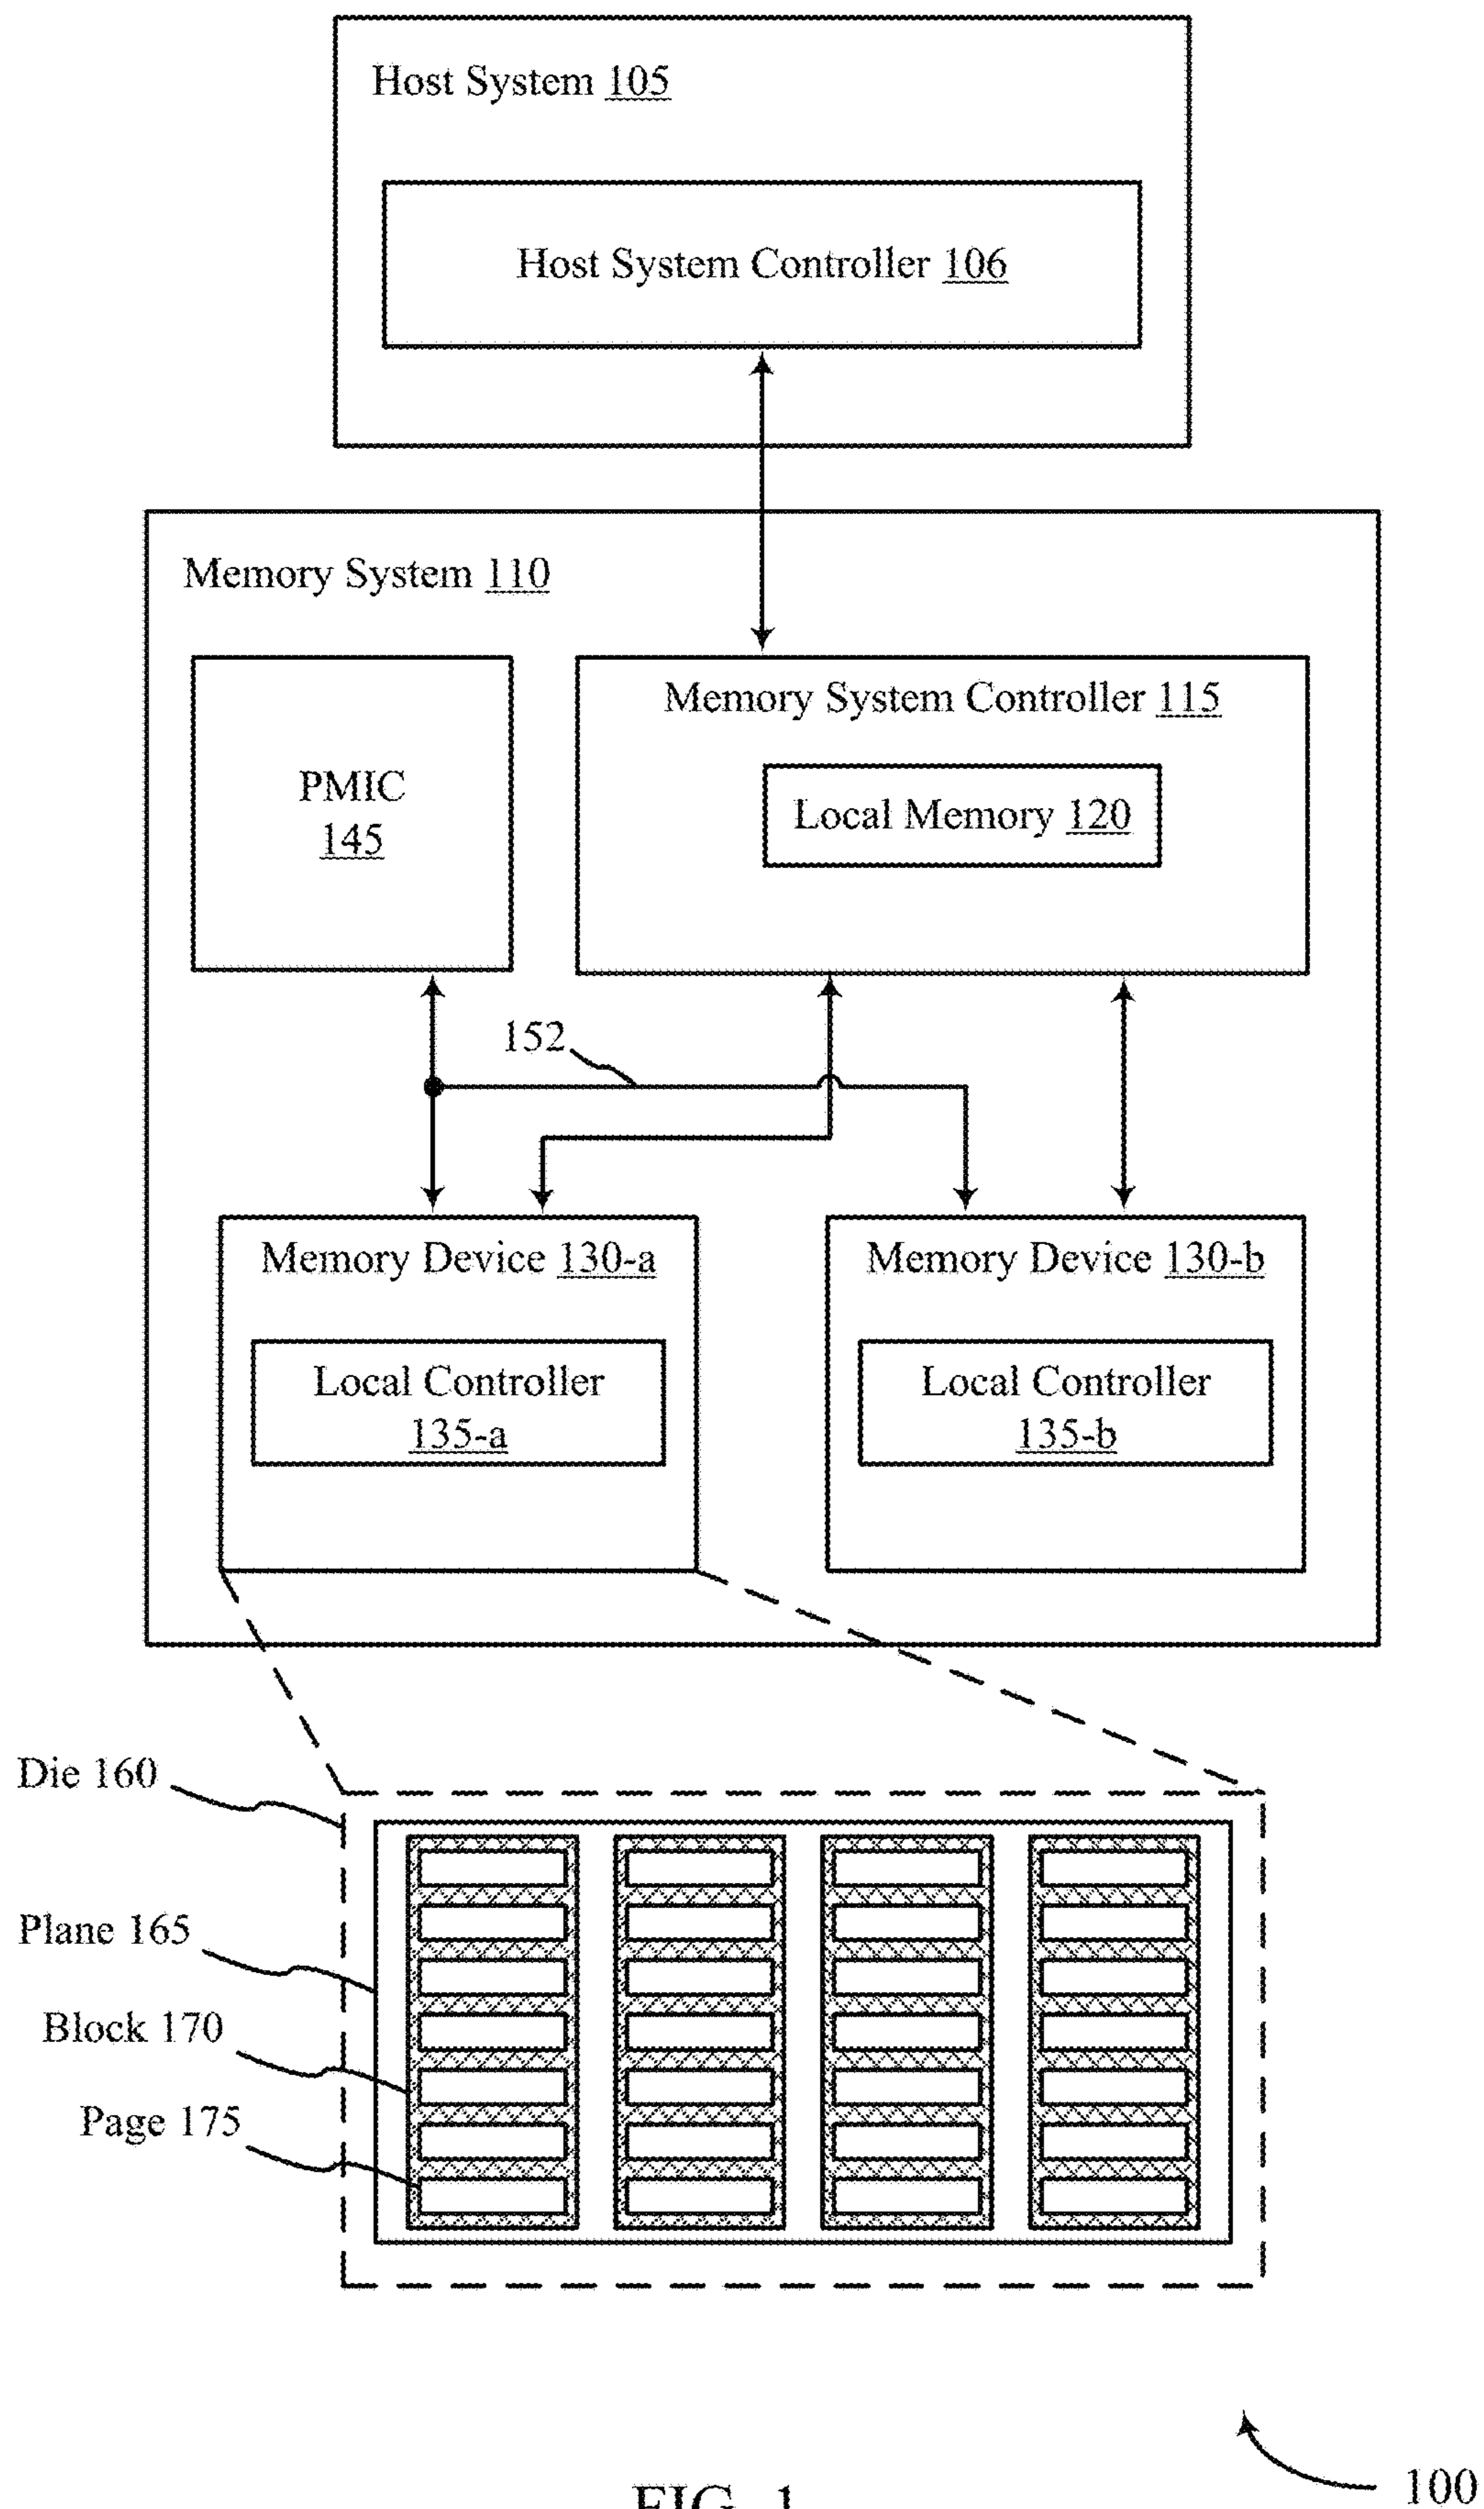 Host System 105
Host System Controller 106
Memory System 110
PMIC
145
Memory System Controller 115
Local Memory 120
152
Memory Device 130-a
Local Controller
135-a
Memory Device 130-b
Local Controller
135-b
Die 160
Plane 165
Block 170
Page 175
100
FIG. 1